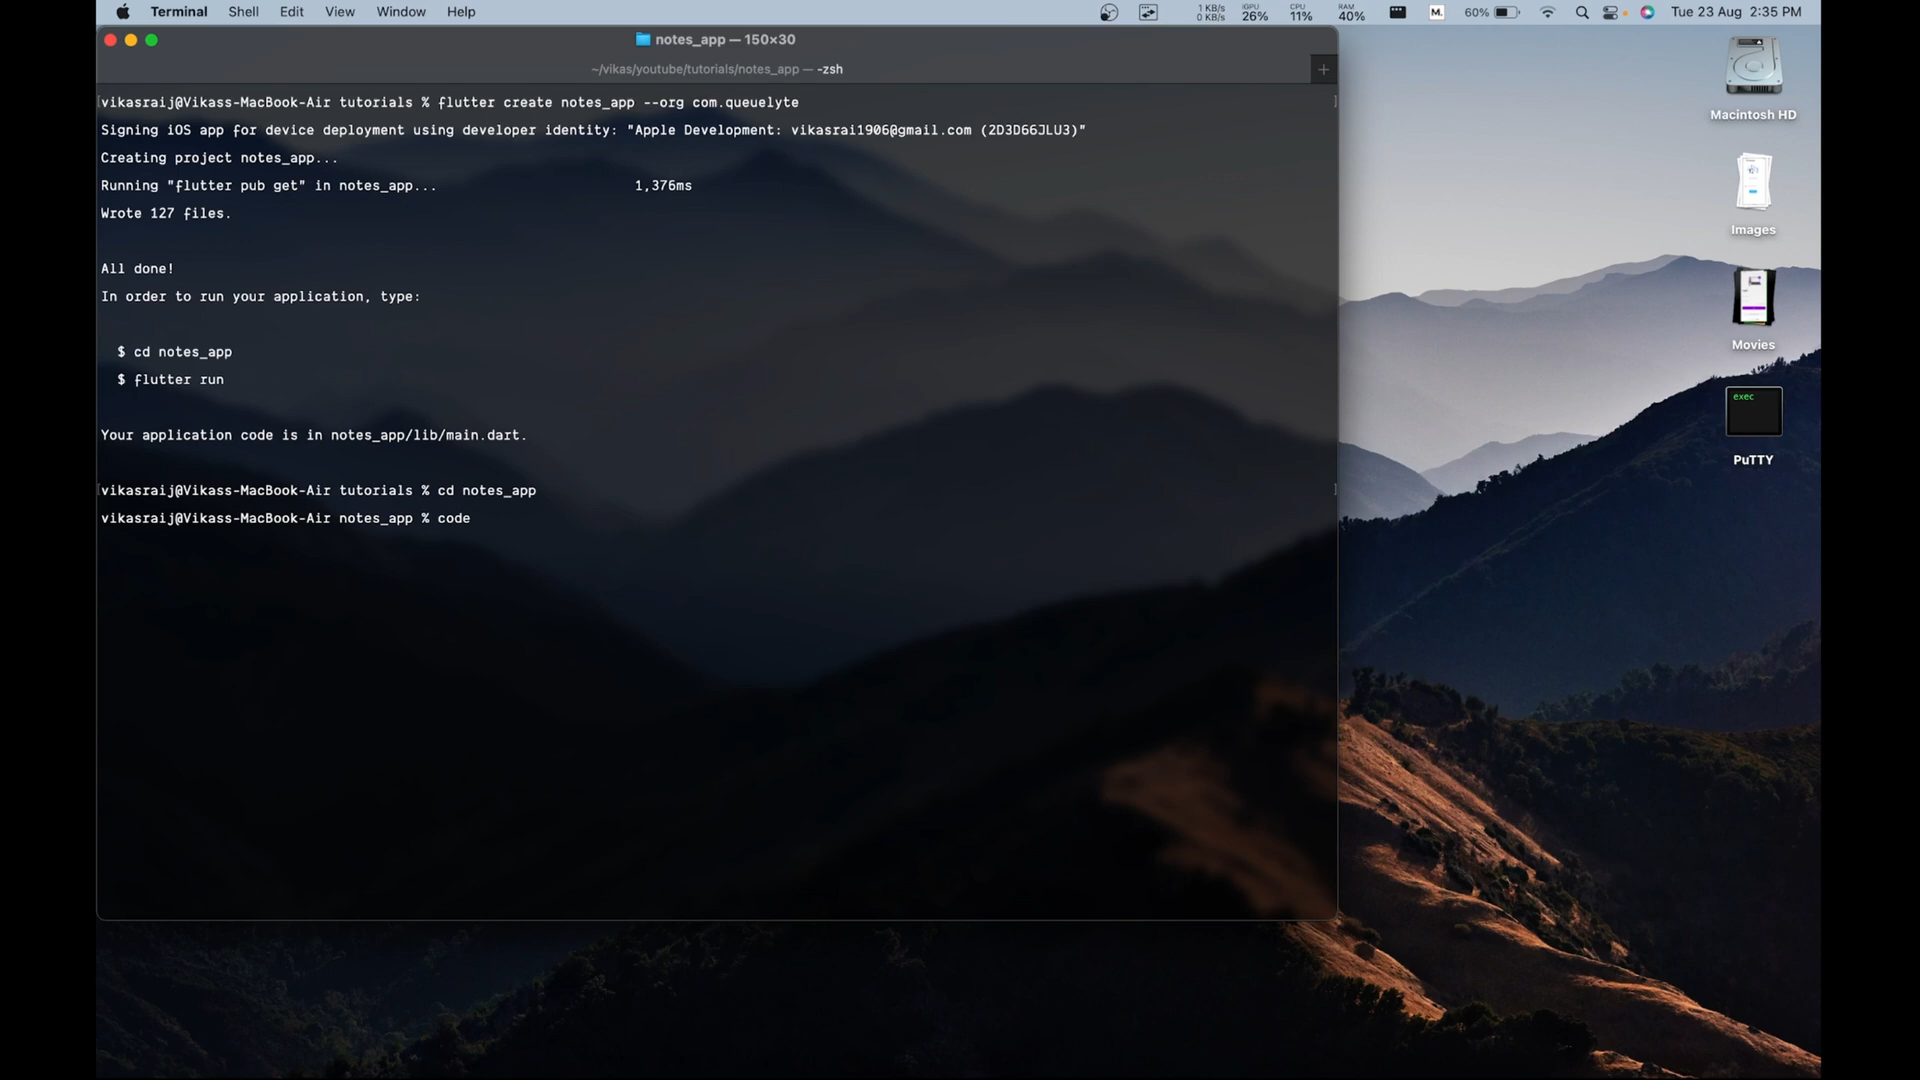 Terminal Shell Edit View Window Help 1 KB/s 0 KB/s GPU 26% CPU 11% RAM 40% M. 60% Tue 23 Aug 2:35 PM
notes_app — 150×30
~/vikas/youtube/tutorials/notes_app — -zsh
vikasraij@Vikass-MacBook-Air tutorials % flutter create notes_app --org com.queuelyte
Signing iOS app for device deployment using developer identity: "Apple Development: vikasrai1906@gmail.com (2D3D66JLU3)"
Creating project notes_app...
Running "flutter pub get" in notes_app... 1,376ms
Wrote 127 files.
All done!
In order to run your application, type:
$ cd notes_app
$ flutter run
Your application code is in notes_app/lib/main.dart.
vikasraij@Vikass-MacBook-Air tutorials % cd notes_app
vikasraij@Vikass-MacBook-Air notes_app % code
Macintosh HD
Images
Movies
exec
PuTTY